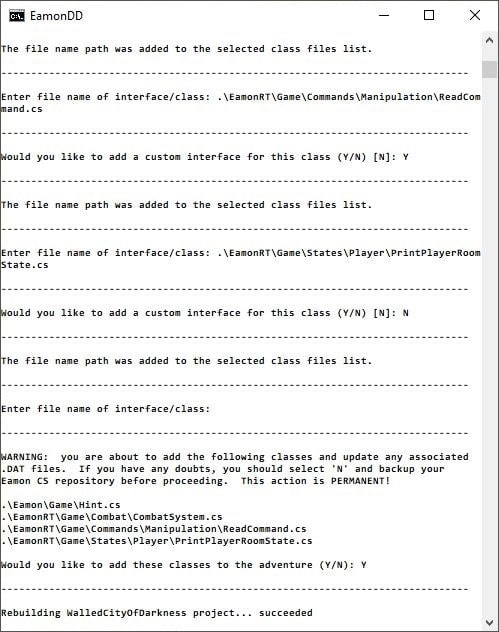 EamonDD
The file name path was added to the selected class files list.
------------------------------------------------------------------------------
Enter file name of interface/class: .\EamonRT\Game\Commands\Manipulation\ReadCom
mand.cs
------------------------------------------------------------------------------
Would you like to add a custom interface for this class (Y/N) [N]: Y
------------------------------------------------------------------------------
The file name path was added to the selected class files list.
------------------------------------------------------------------------------
Enter file name of interface/class: .\EamonRT\Game\States\Player\PrintPlayerRoom
State.cs
------------------------------------------------------------------------------
Would you like to add a custom interface for this class (Y/N) [N]: N
------------------------------------------------------------------------------
The file name path was added to the selected class files list.
------------------------------------------------------------------------------
Enter file name of interface/class:
------------------------------------------------------------------------------
WARNING:  you are about to add the following classes and update any associated
.DAT files.  If you have any doubts, you should select 'N' and backup your
Eamon CS repository before proceeding.  This action is PERMANENT!
.\Eamon\Game\Hint.cs
.\EamonRT\Game\Combat\CombatSystem.cs
.\EamonRT\Game\Commands\Manipulation\ReadCommand.cs
.\EamonRT\Game\States\Player\PrintPlayerRoomState.cs
Would you like to add these classes to the adventure (Y/N): Y
------------------------------------------------------------------------------
Rebuilding WalledCityOfDarkness project... succeeded